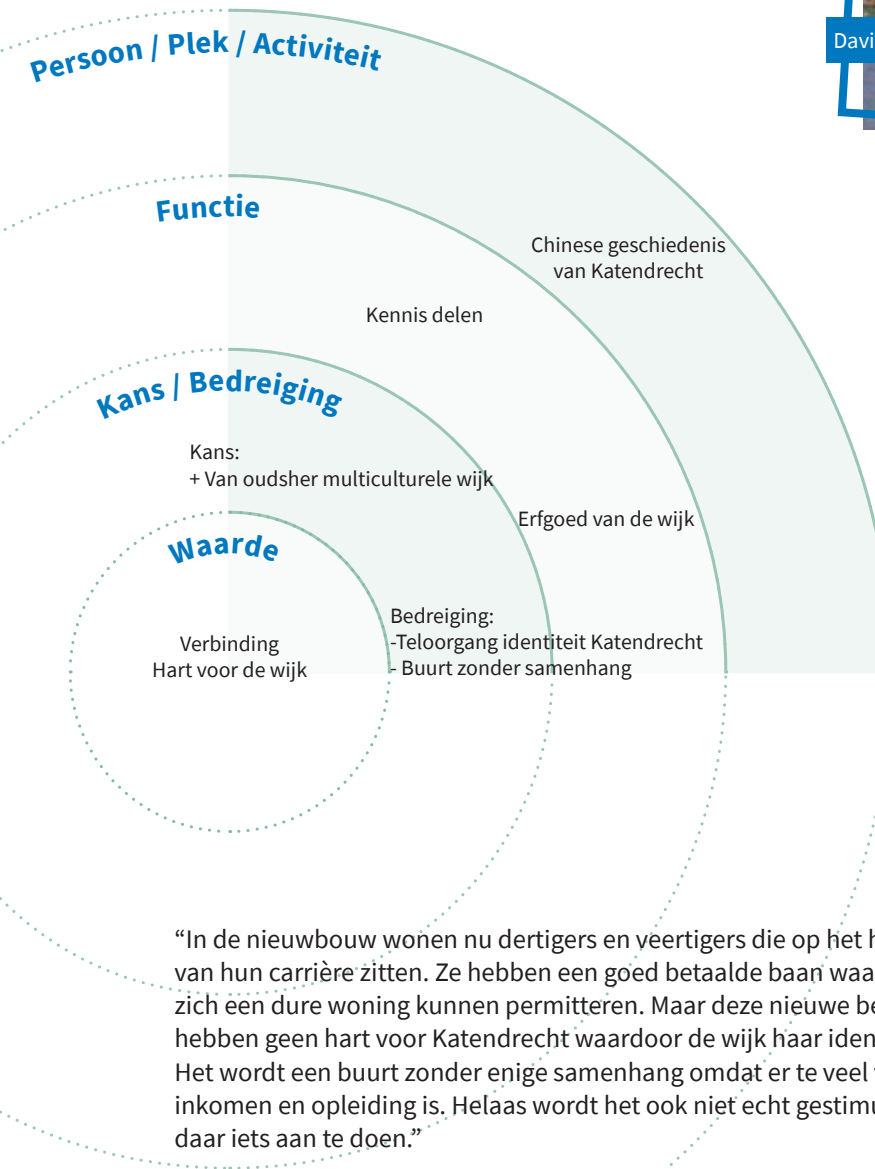 Persoon / Plek / Activiteit
Davi
Functie
Chinese geschiedenis
van Katendrecht
Kennis delen
Kans / Bedreiging
Kans:
+ Van oudsher multiculturele wijk
Erfgoed van de wijk
Waarde
Bedreiging:
-Teloorgang identiteit Katendrecht
- Buurt zonder samenhang
Verbinding
Hart voor de wijk
“In de nieuwbouw wonen nu dertigers en veertigers die op het h
van hun carrière zitten. Ze hebben een goed betaalde baan waa
zich een dure woning kunnen permitteren. Maar deze nieuwe be
hebben geen hart voor Katendrecht waardoor de wijk haar iden
Het wordt een buurt zonder enige samenhang omdat er te veel v
inkomen en opleiding is. Helaas wordt het ook niet echt gestimu
daar iets aan te doen.”